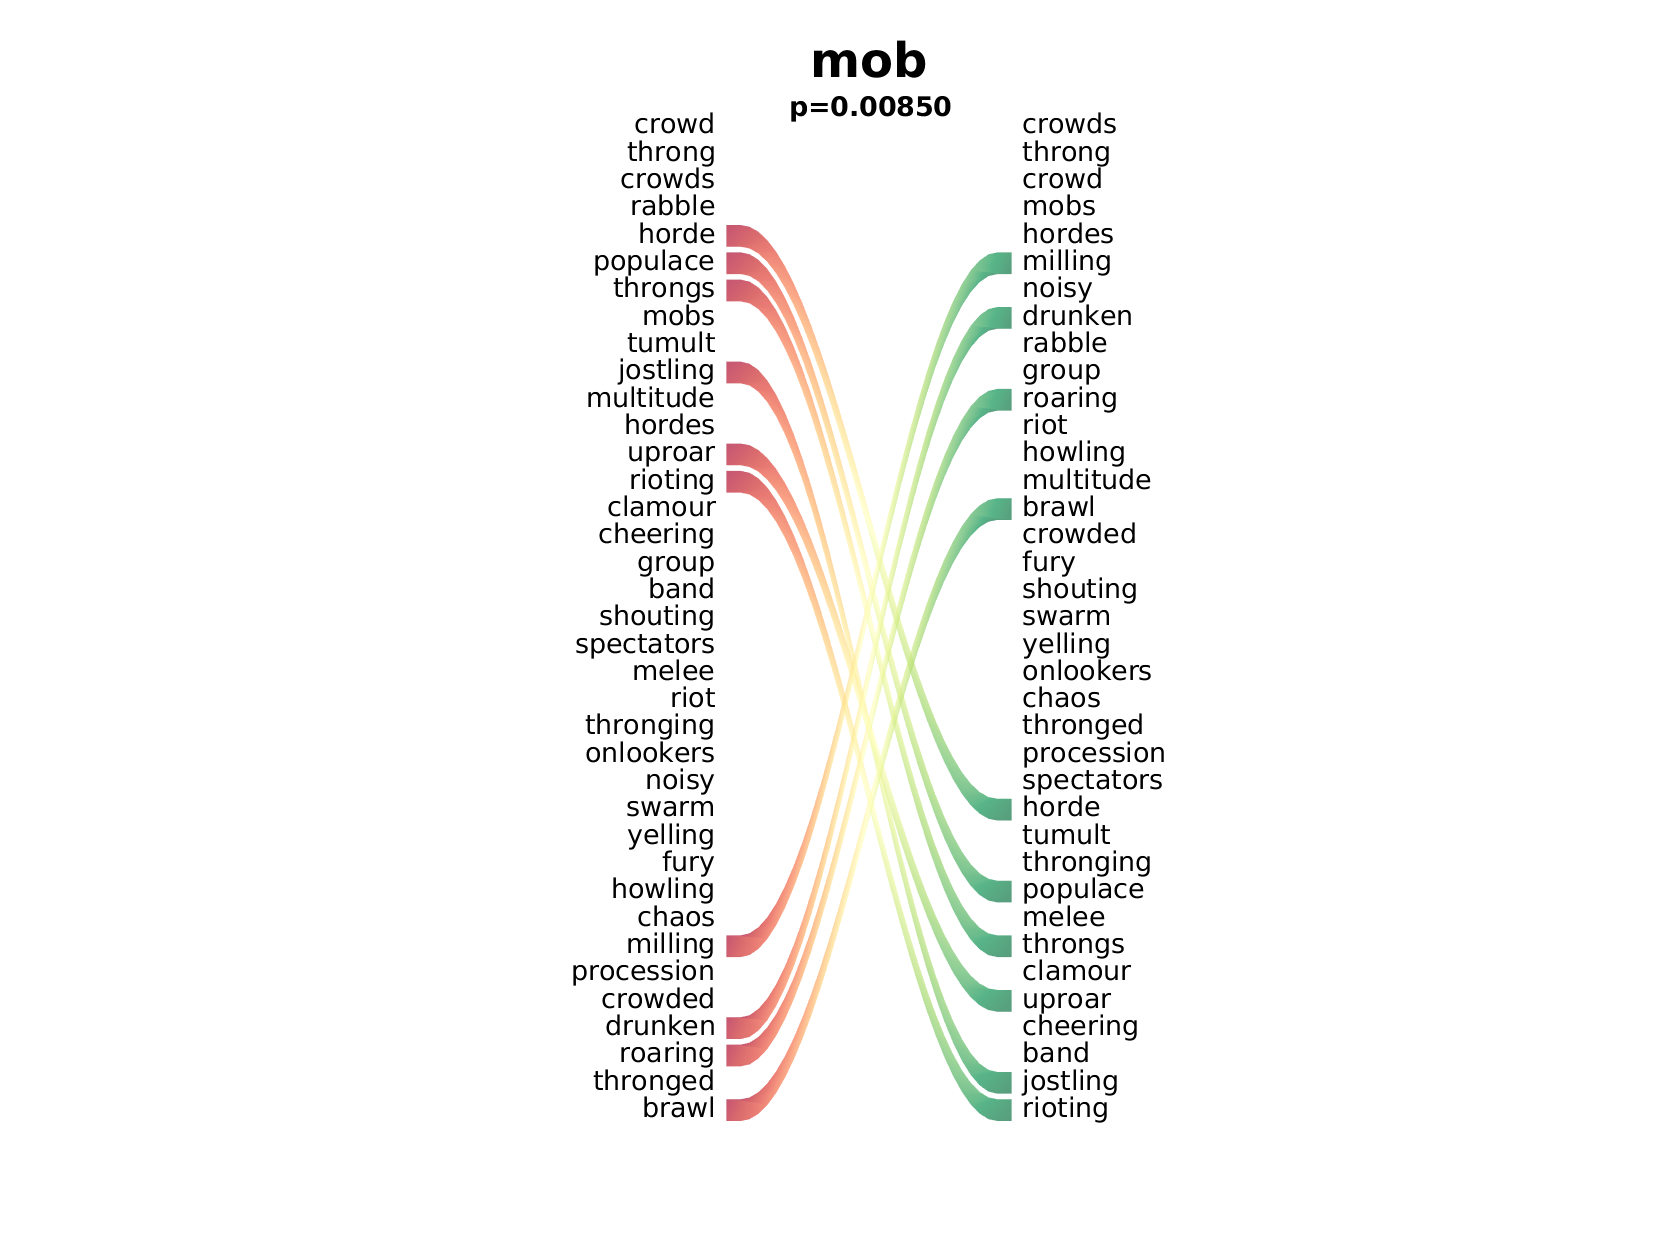 mob
p=0.00850
crowd
throng
crowds
rabble
horde
populace
throngs
mobs
tumult
jostling
multitude
hordes
uproar
rioting
clamour
cheering
group
band
shouting
spectators
melee
riot
thronging
onlookers
noisy
swarm
yelling
fury
howling
chaos
milling
procession
crowded
drunken
roaring
thronged
brawl
crowds
throng
crowd
mobs
hordes
milling
noisy
drunken
rabble
group
roaring
riot
howling
multitude
brawl
crowded
fury
shouting
swarm
yelling
onlookers
chaos
thronged
procession
spectators
horde
tumult
thronging
populace
melee
throngs
clamour
uproar
cheering
band
jostling
rioting